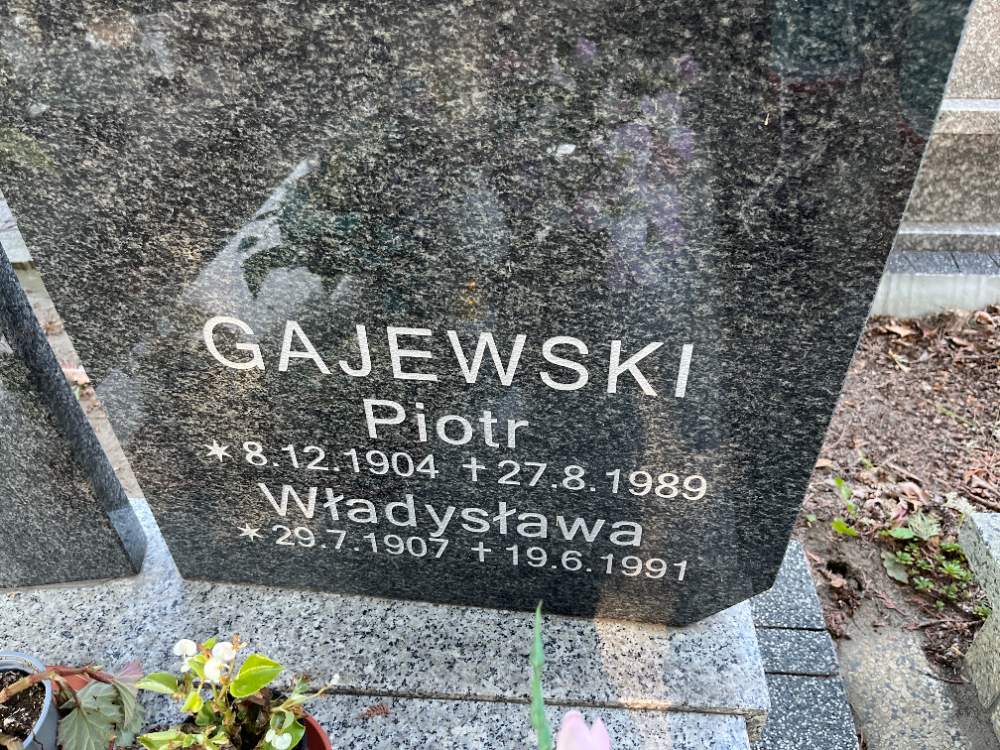 GAJEWSKI
Piotr
* 8.12.1904 † 27.8.1989
Władysława
* 29.7.1907 † 19.6.1991